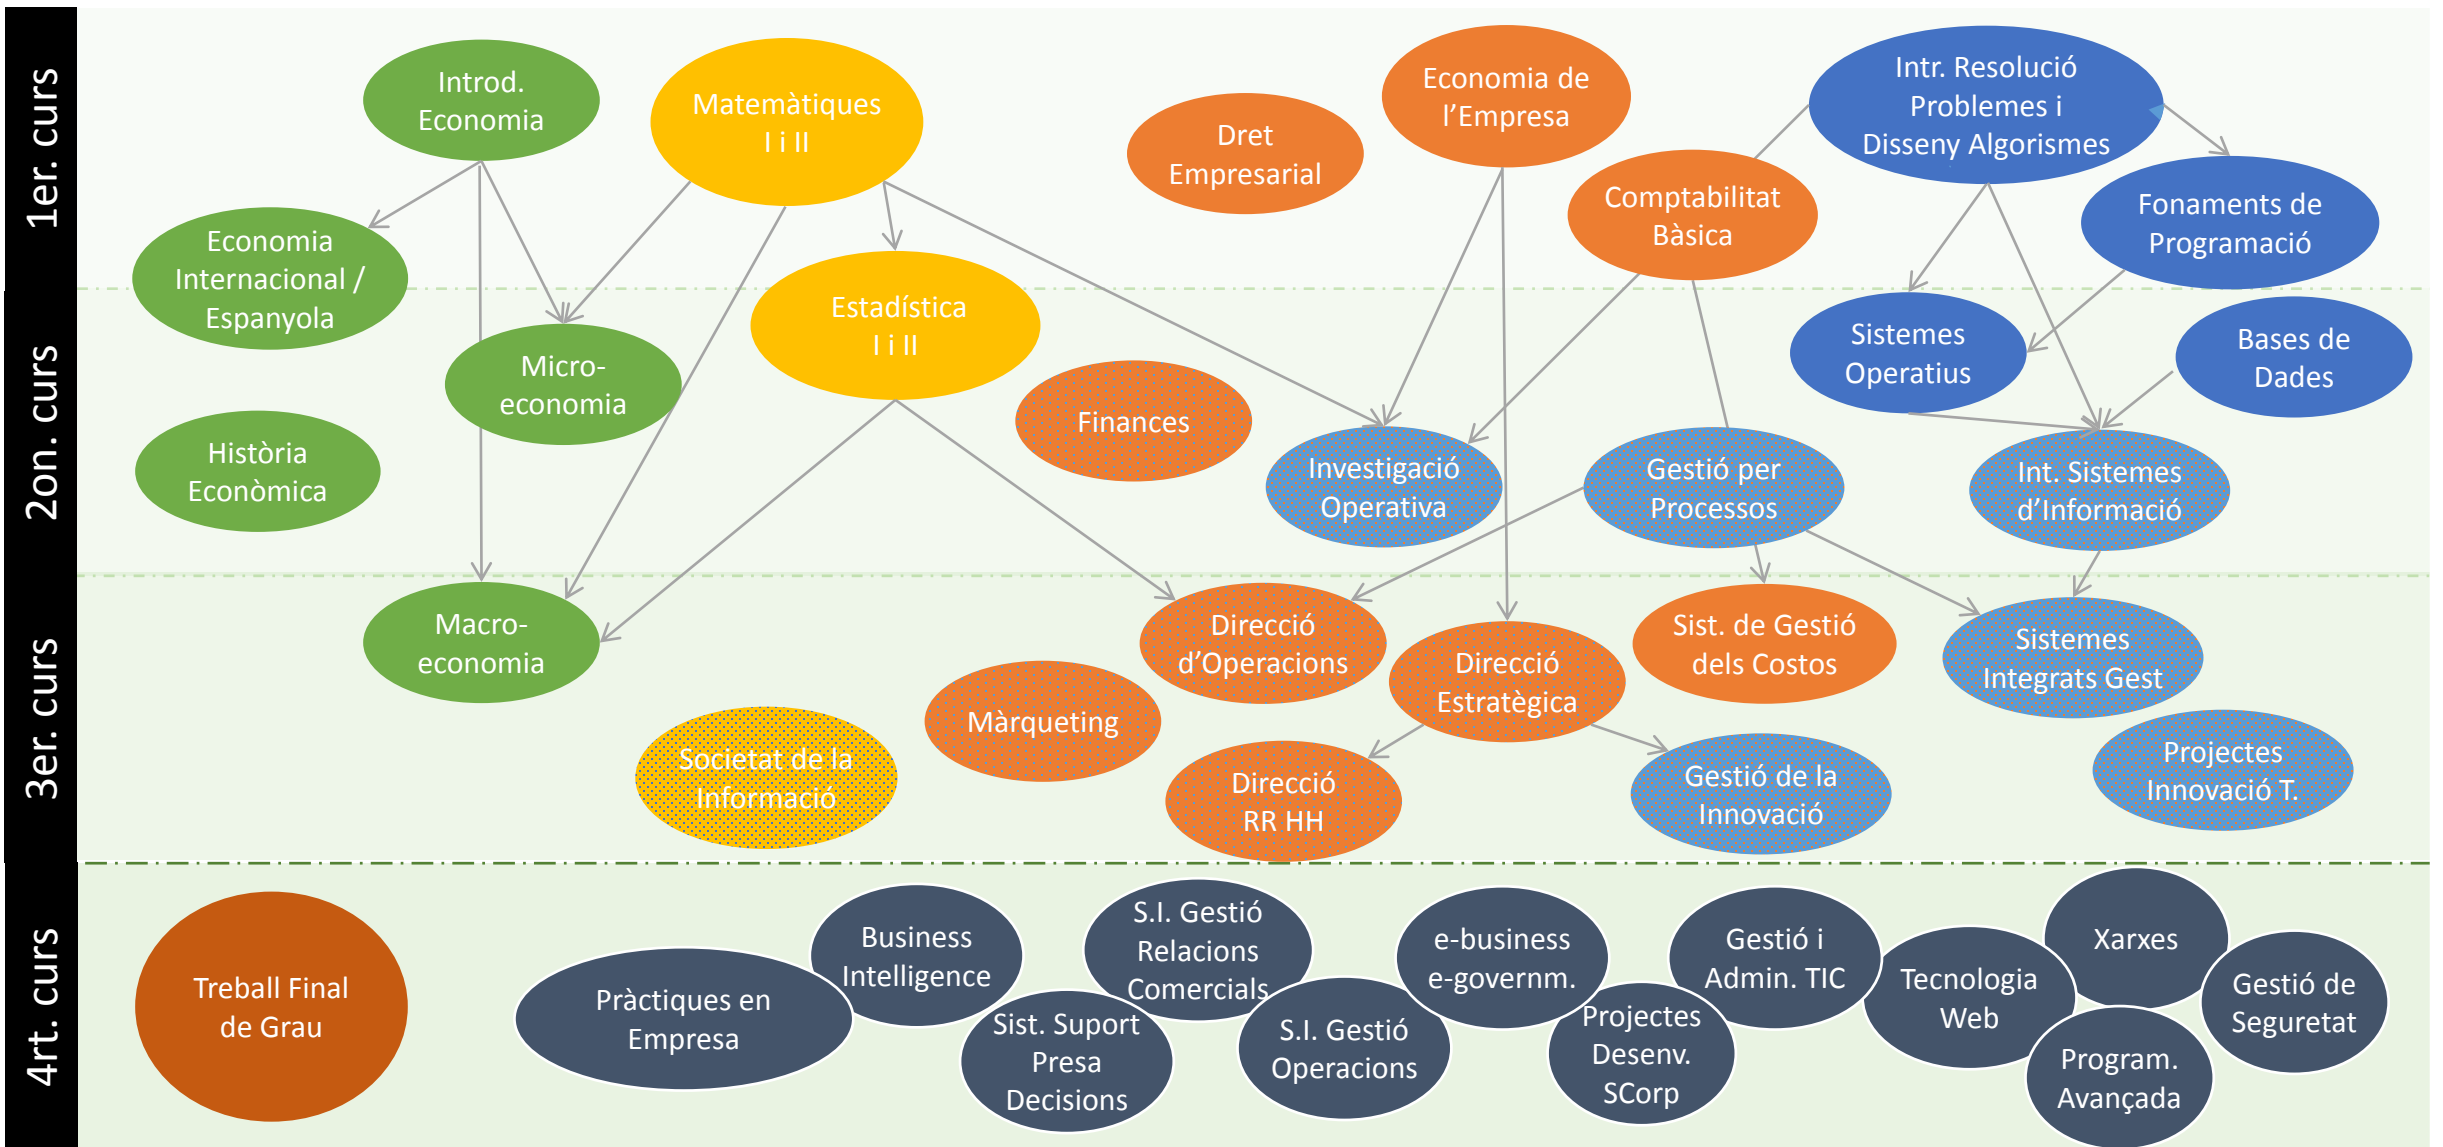 1er. curs
Introd.
Economia
Matemàtiques
I i II
Dret
Empresarial
Economia de
l'Empresa
Comptabilitat
Bàsica
Intr. Resolució
Problemes i
Disseny Algorismes
Fonaments de
Programació
Economia
Internacional /
Espanyola
2on. curs
Estadística
I i II
Micro-
economia
Història
Econòmica
Finances
Investigació
Operativa
Gestió per
Processos
Sistemes
Operatius
Bases de
Dades
Int. Sistemes
d'Informació
3er. curs
Macro-
economia
Societat de la
Informació
Màrqueting
Direcció
d'Operacions
Direcció
RR HH
Direcció
Estratègica
Sist. de Gestió
dels Costos
Gestió de la
Innovació
Sistemes
Integrats Gest
Projectes
Innovació T.
4rt. curs
Treball Final
de Grau
Pràctiques en
Empresa
Business
Intelligence
Sist. Suport
Presa
Decisions
S.I. Gestió
Relacions
Comercials
S.I. Gestió
Operacions
e-business
e-governm.
Projectes
Desenv.
SCorp
Gestió i
Admin. TIC
Tecnologia
Web
Xarxes
Program.
Avançada
Gestió de
Seguretat